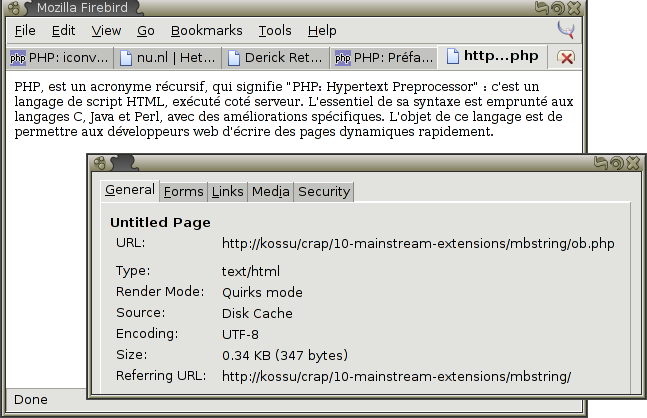 Mozilla Firebird
File Edit View Go Bookmarks Tools Help
php PHP: iconv... nu.nl | Het... Derick Ret... php PHP: Préfa... http...php
PHP, est un acronyme récursif, qui signifie "PHP: Hypertext Preprocessor" : c'est un
langage de script HTML, exécuté coté serveur. L'essentiel de sa syntaxe est emprunté aux
langages C, Java et Perl, avec des améliorations spécifiques. L'objet de ce langage est de
permettre aux développeurs web d'écrire des pages dynamiques rapidement.
General Forms Links Media Security
Untitled Page
URL: http://kossu/crap/10-mainstream-extensions/mbstring/ob.php
Type: text/html
Render Mode: Quirks mode
Source: Disk Cache
Encoding: UTF-8
Size: 0.34 KB (347 bytes)
Referring URL: http://kossu/crap/10-mainstream-extensions/mbstring/
Done